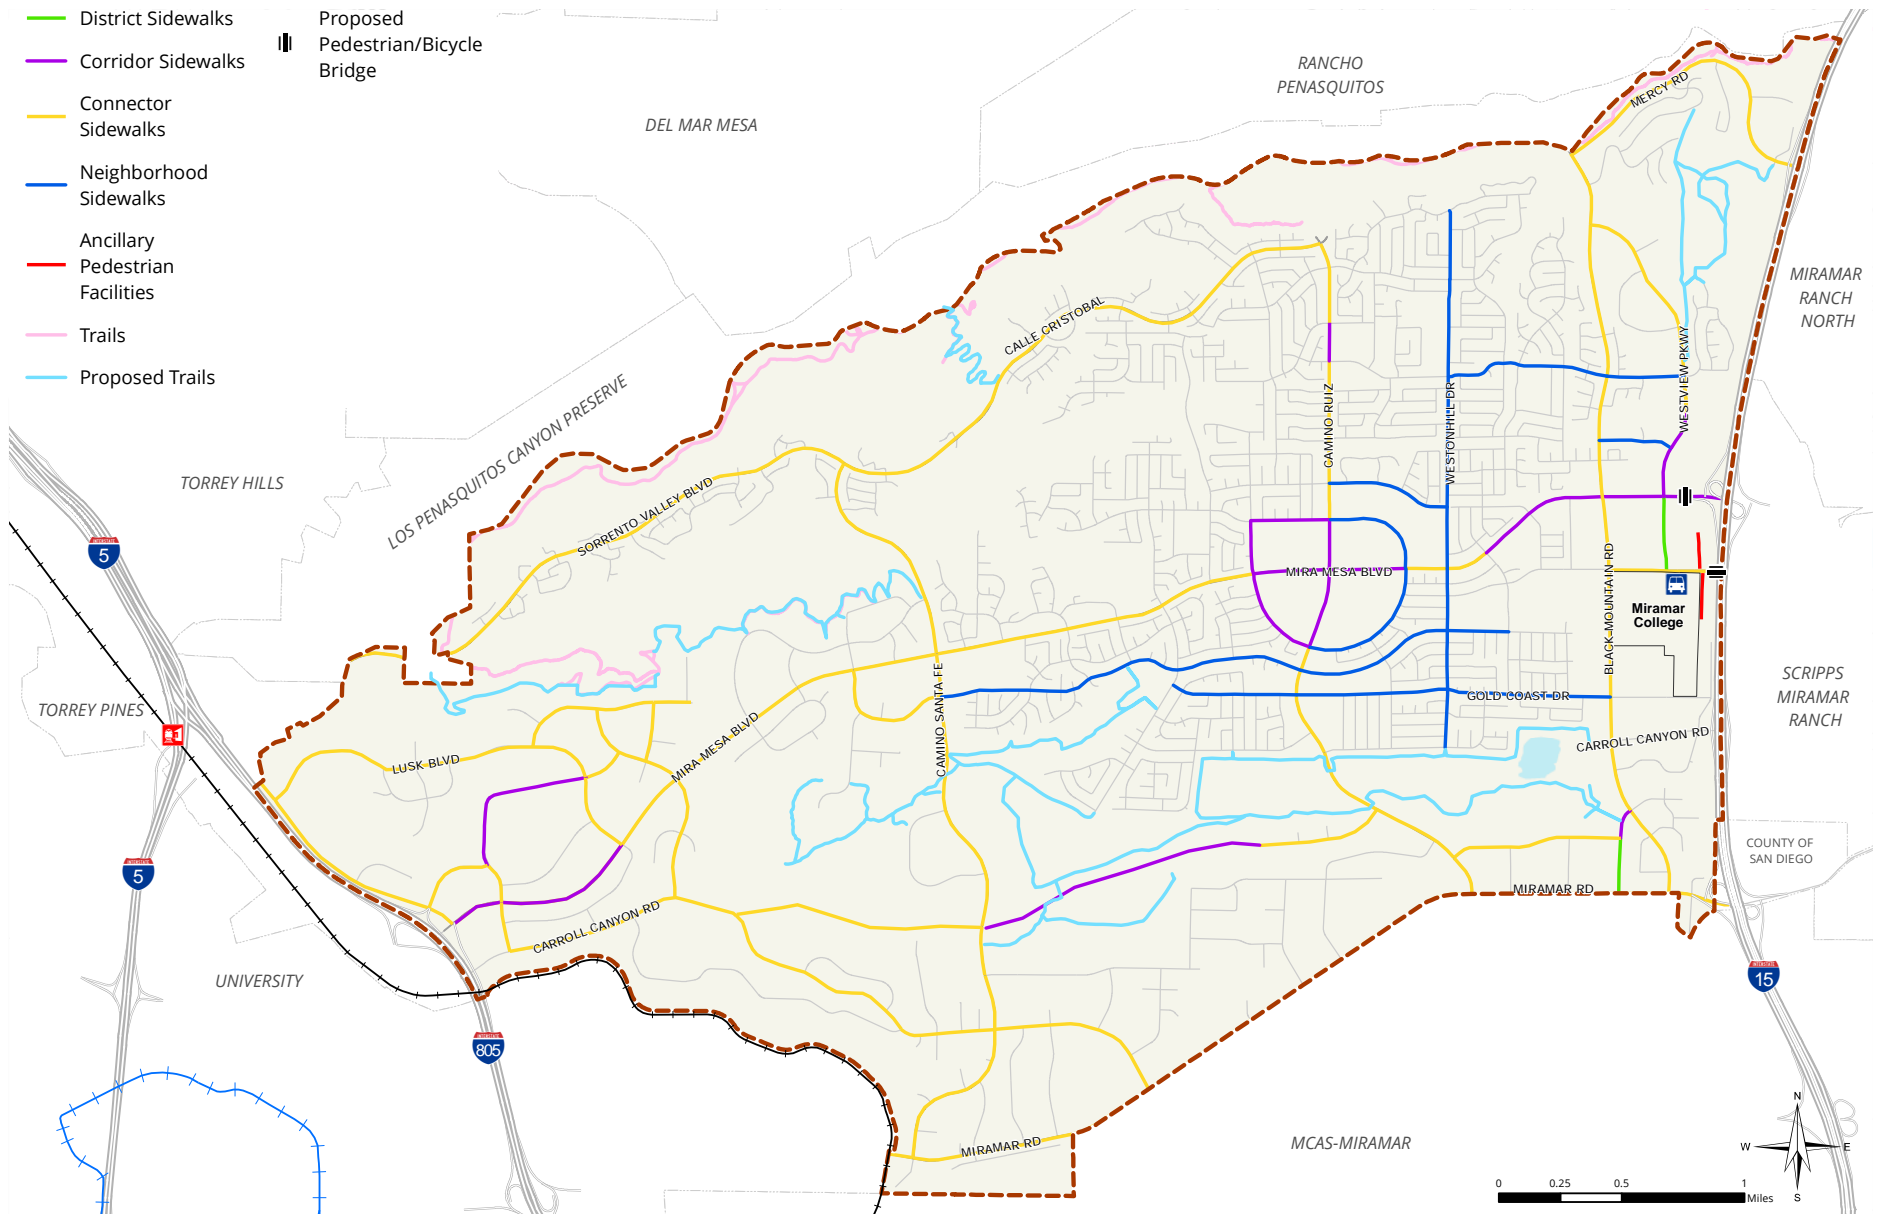 District Sidewalks
Corridor Sidewalks
Connector
Sidewalks
Neighborhood
Sidewalks
Ancillary
Pedestrian
Facilities
Trails
Proposed Trails
Proposed
Pedestrian/Bicycle
Bridge
RANCHO
PENASQUITOS
DEL MAR MESA
MERCY RD
MIRAMAR
RANCH
NORTH
CALLE CRISTOBAL
WESTVIEW PKWY
CAMINO RUIZ
WESTONHILL DR
LOS PENASQUITOS CANYON PRESERVE
TORREY HILLS
SORRENTO VALLEY BLVD
INTERSTATE
5
MIRA MESA BLVD
BLACK MOUNTAIN RD
Miramar
College
CAMINO SANTA FE
GOLD COAST DR
SCRIPPS
MIRAMAR
RANCH
TORREY PINES
CARROLL CANYON RD
LUSK BLVD
MIRA MESA BLVD
COUNTY OF
SAN DIEGO
INTERSTATE
5
MIRAMAR RD
CARROLL CANYON RD
UNIVERSITY
INTERSTATE
15
INTERSTATE
805
MIRAMAR RD
MCAS-MIRAMAR
N
W
E
S
0
0.25
0.5
1
Miles